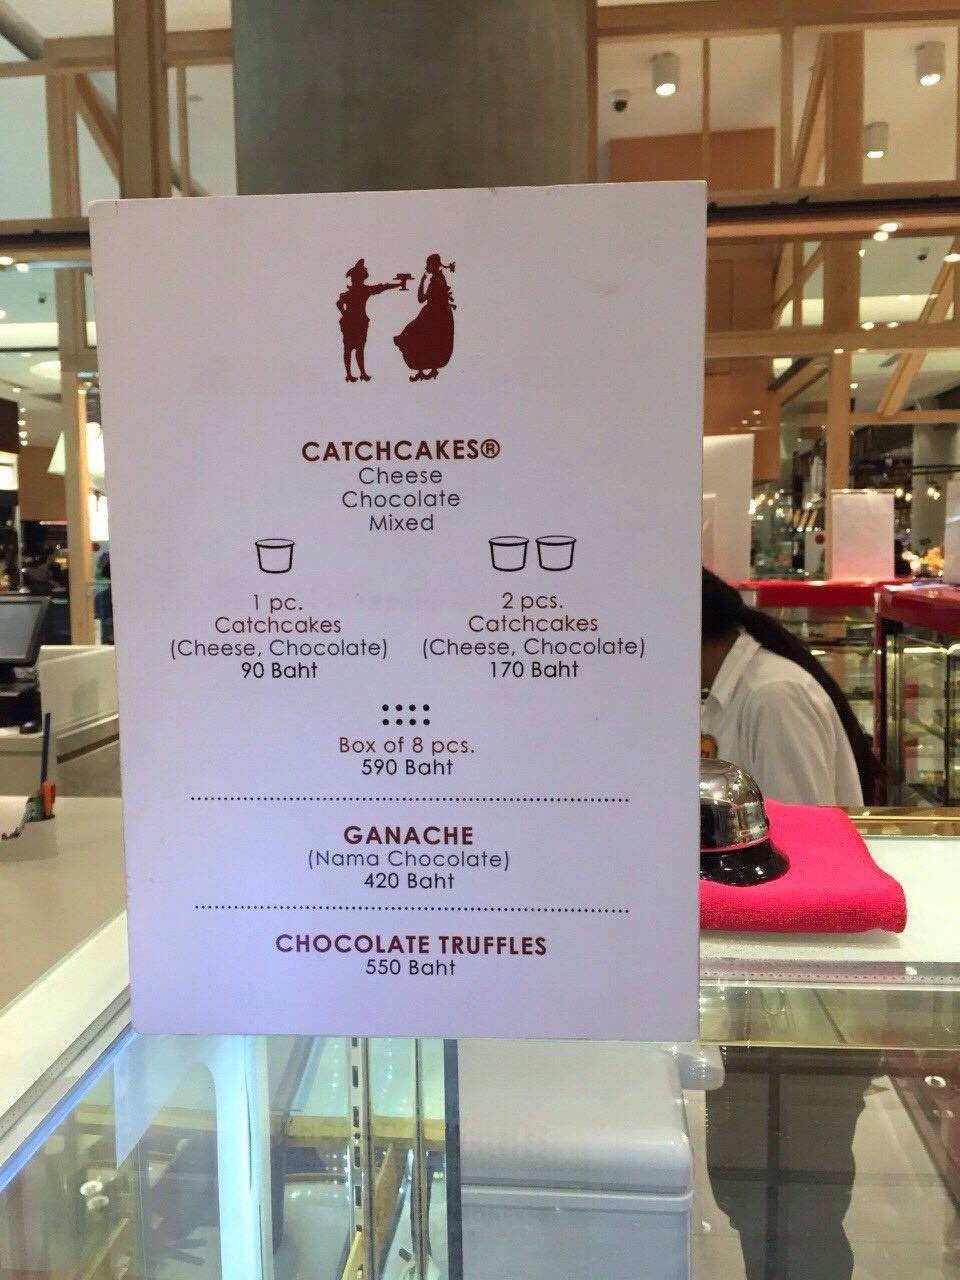 CATCHCAKES®
Cheese
Chocolate
Mixed
1 pc.
Catchcakes
(Cheese, Chocolate)
90 Baht
2 pcs.
Catchcakes
(Cheese, Chocolate)
170 Baht
Box of 8 pcs.
590 Baht
GANACHE
(Nama Chocolate)
420 Baht
CHOCOLATE TRUFFLES
550 Baht